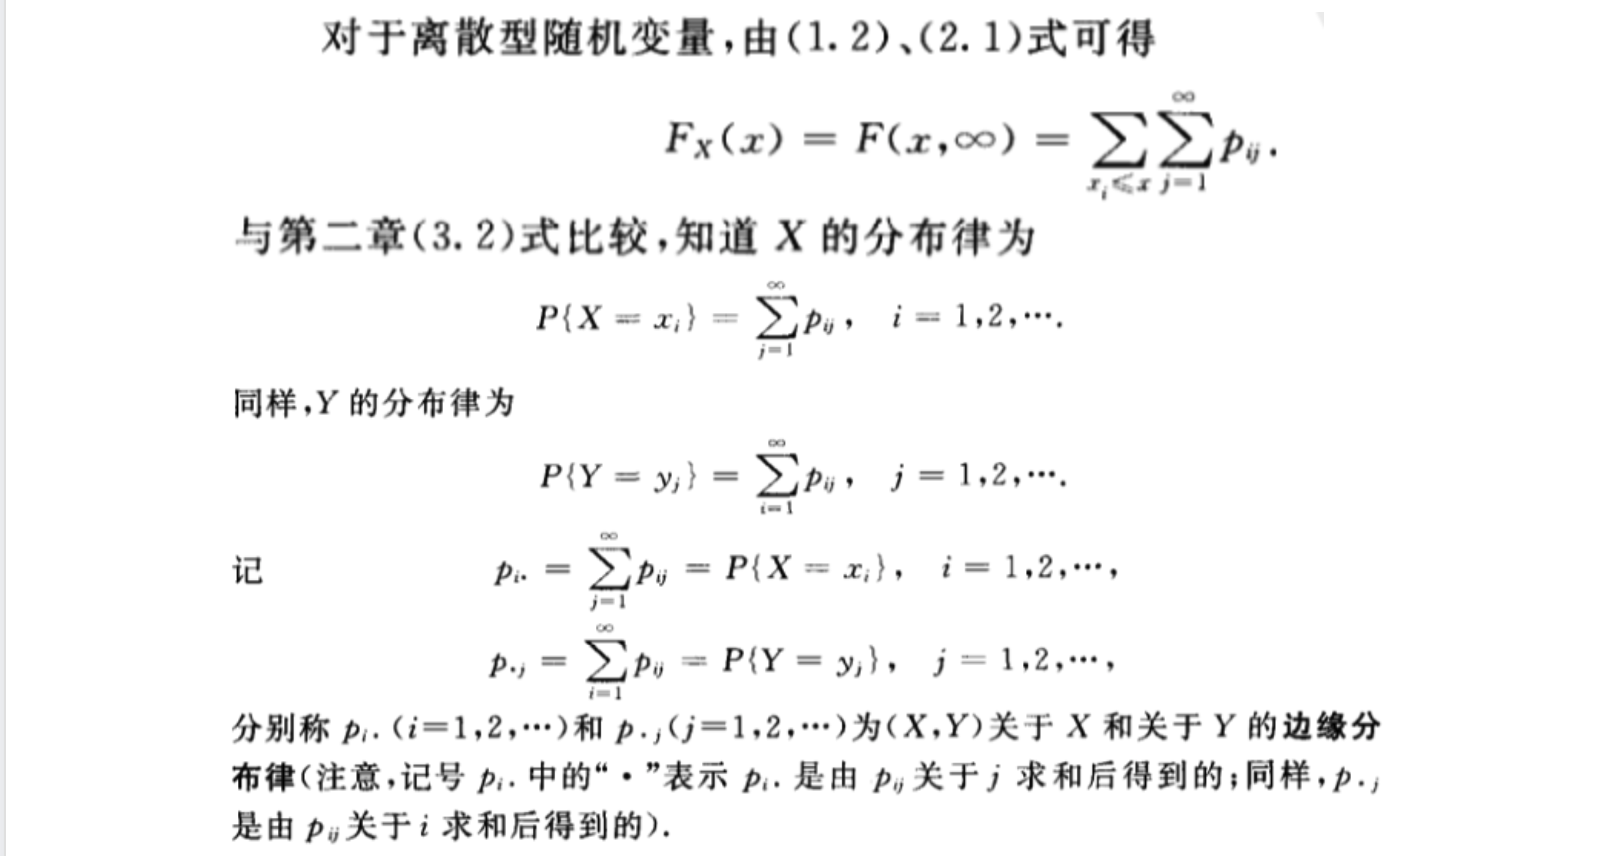 对于离散型随机变量,由(1.2)、(2.1)式可得
$F_X(x) = F(x,\infty) = \sum_{x_i \leqslant x} \sum_{j=1}^{\infty} p_{ij}.$
与第二章(3.2)式比较,知道 X 的分布律为
$P\{X = x_i\} = \sum_{j=1}^{\infty} p_{ij}, \quad i = 1,2,\cdots.$
同样,Y 的分布律为
$P\{Y = y_j\} = \sum_{i=1}^{\infty} p_{ij}, \quad j = 1,2,\cdots.$
记 $p_{i\cdot} = \sum_{j=1}^{\infty} p_{ij} = P\{X = x_i\}, \quad i = 1,2,\cdots,$
$p_{\cdot j} = \sum_{i=1}^{\infty} p_{ij} = P\{Y = y_j\}, \quad j = 1,2,\cdots,$
分别称 $p_{i\cdot}$ (i=1,2,⋯)和 $p_{\cdot j}$ (j=1,2,⋯)为(X,Y)关于 X 和关于 Y 的边缘分
布律(注意,记号 $p_{i\cdot}$ 中的“·”表示 $p_{i\cdot}$ 是由 $p_{ij}$ 关于 j 求和后得到的;同样,$p_{\cdot j}$
是由 $p_{ij}$ 关于 i 求和后得到的).